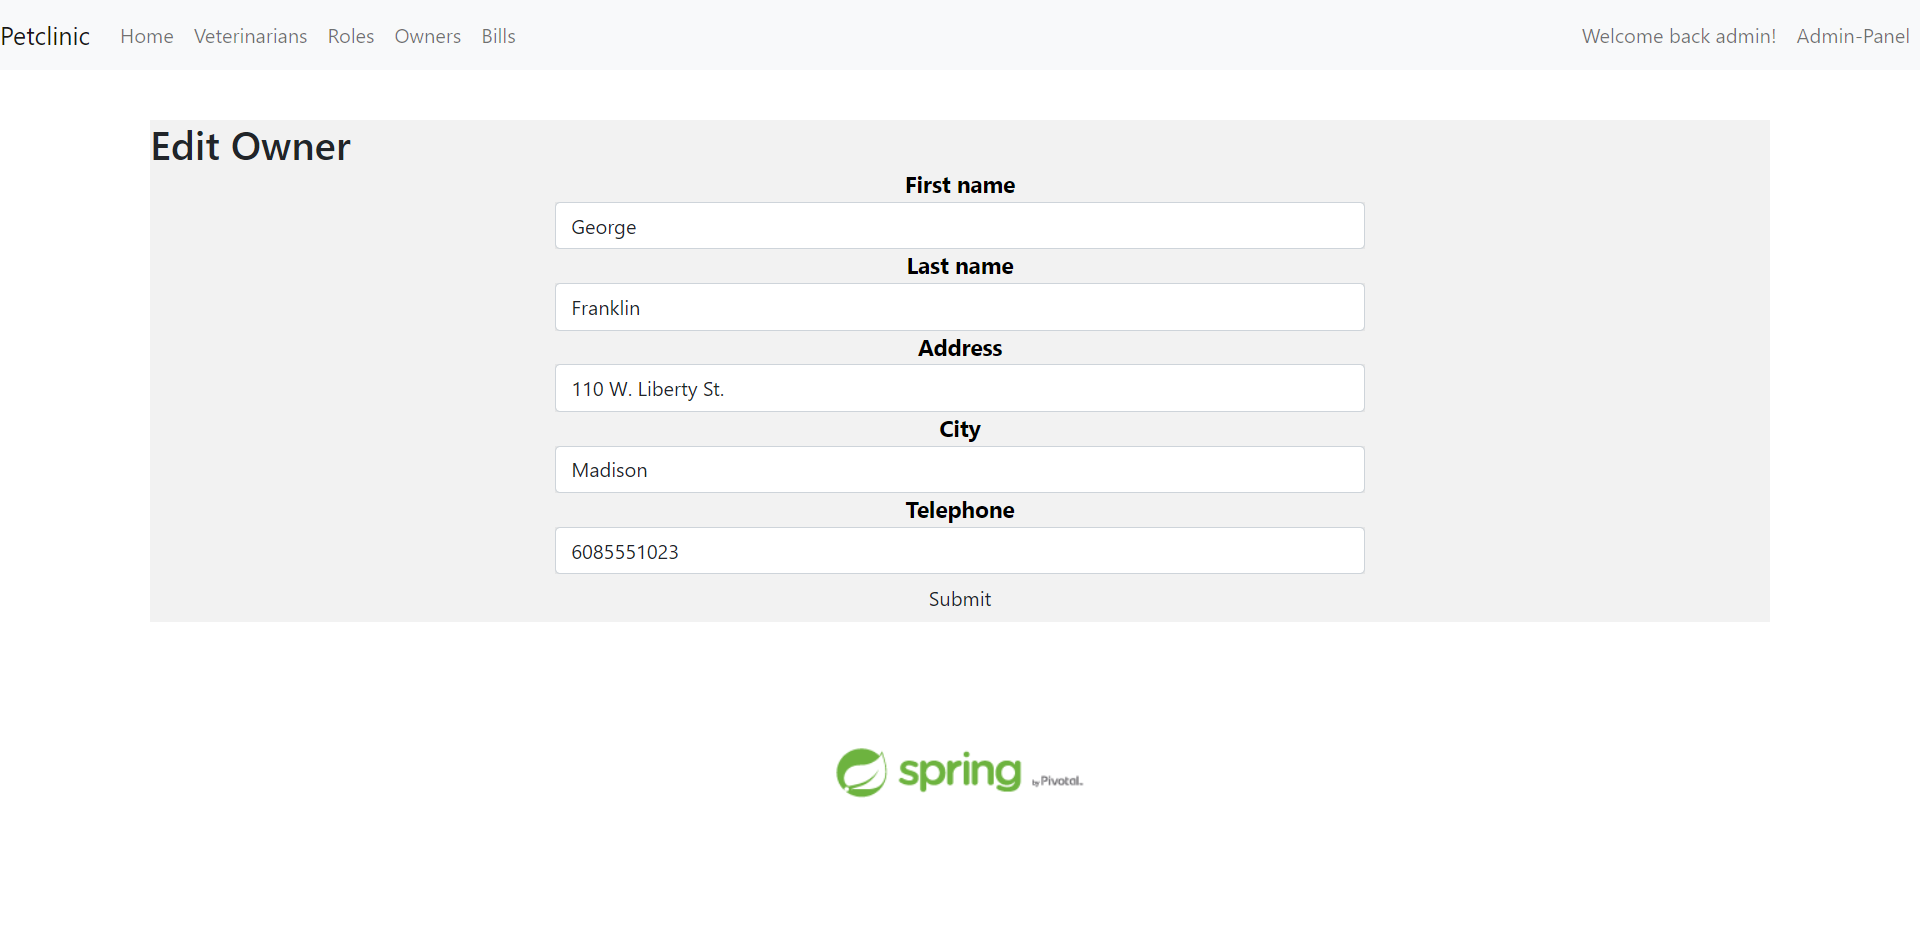 Petclinic Home Veterinarians Roles Owners Bills Welcome back admin! Admin-Panel
Edit Owner
First name
George
Last name
Franklin
Address
110 W. Liberty St.
City
Madison
Telephone
6085551023
Submit
spring by Pivotal.